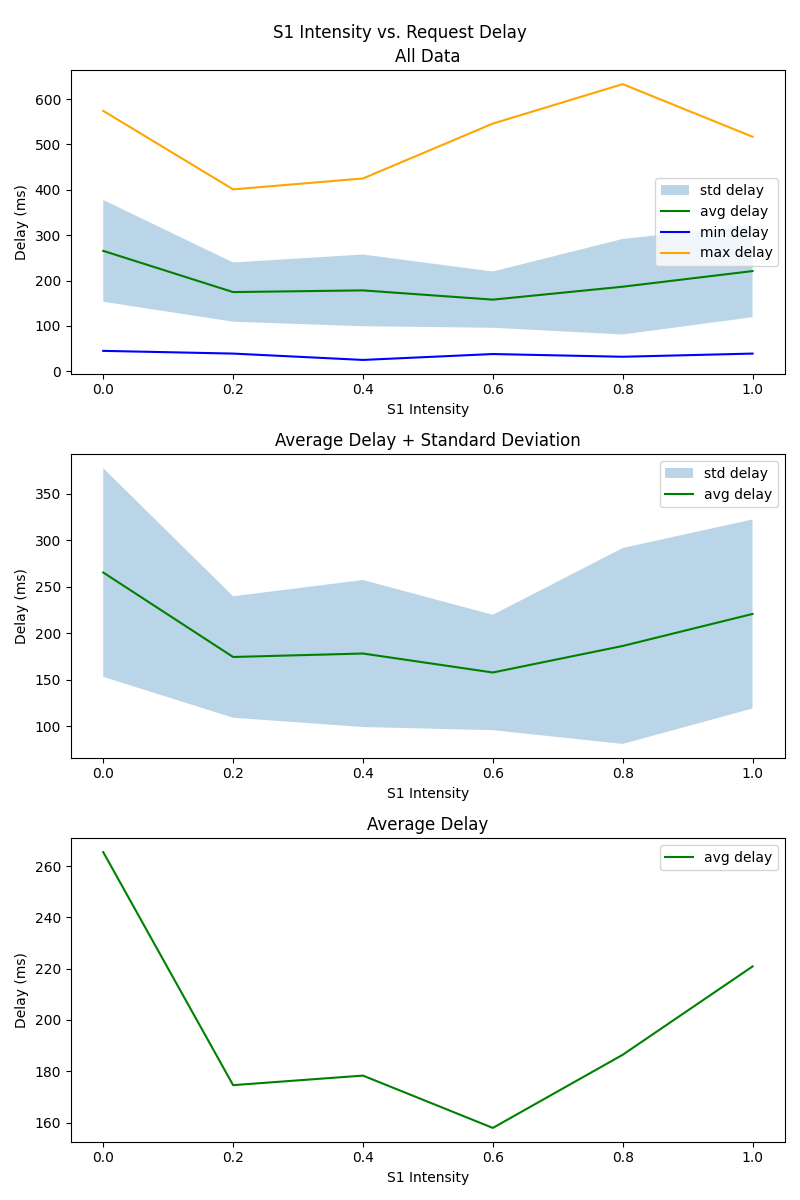 S1 Intensity vs. Request Delay
All Data
600
500
400
300
200
100
0
Delay (ms)
std delay
avg delay
min delay
max delay
0.0 0.2 0.4 0.6 0.8 1.0
S1 Intensity
Average Delay + Standard Deviation
350
300
250
200
150
100
Delay (ms)
std delay
avg delay
0.0 0.2 0.4 0.6 0.8 1.0
S1 Intensity
Average Delay
260
240
220
200
180
160
Delay (ms)
avg delay
0.0 0.2 0.4 0.6 0.8 1.0
S1 Intensity